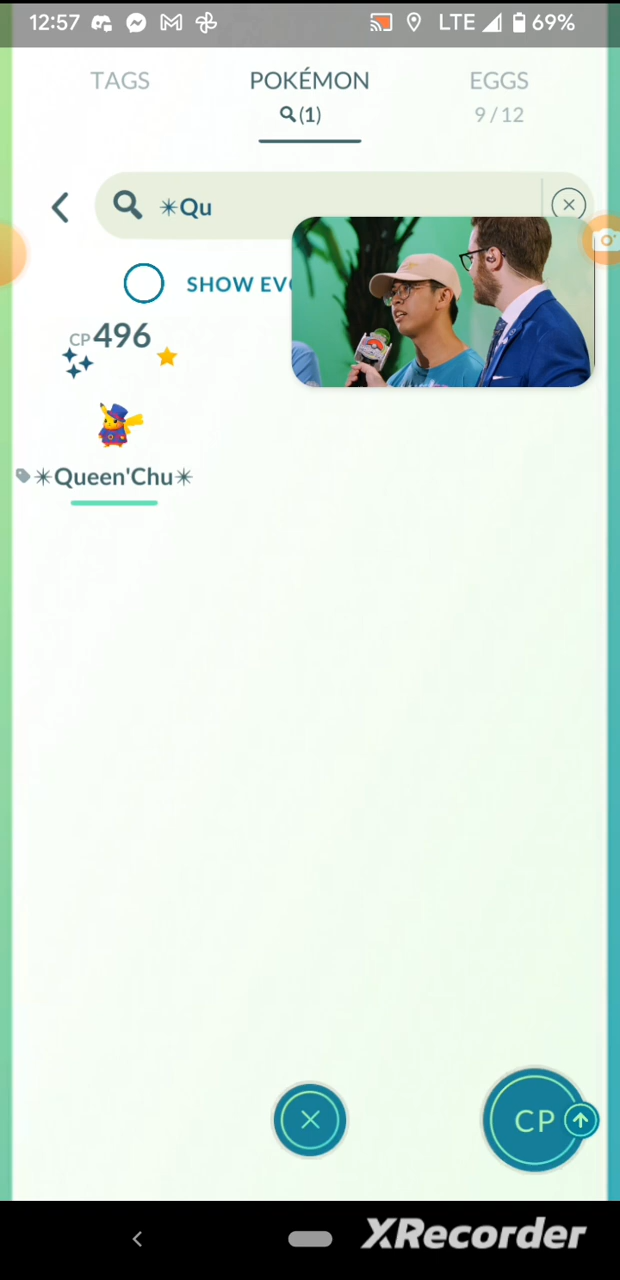 12:57 LTE 69%
TAGS POKÉMON EGGS
(1) 9 / 12
✳Qu
SHOW EV
CP 496
✳Queen'Chu✳
CP
XRecorder